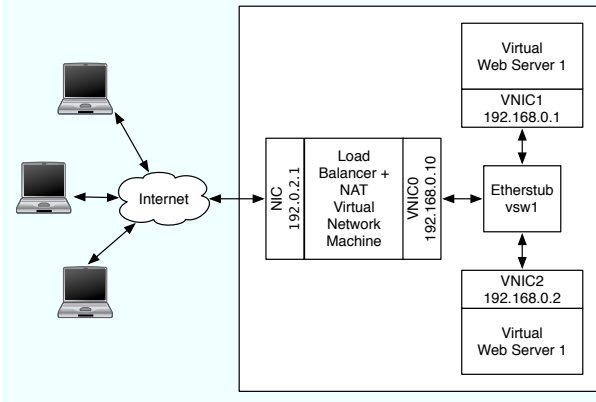 Internet
NIC
192.0.2.1
Load
Balancer +
NAT
Virtual
Network
Machine
VNIC0
192.168.0.10
Virtual
Web Server 1
VNIC1
192.168.0.1
Etherstub
vsw1
VNIC2
192.168.0.2
Virtual
Web Server 1